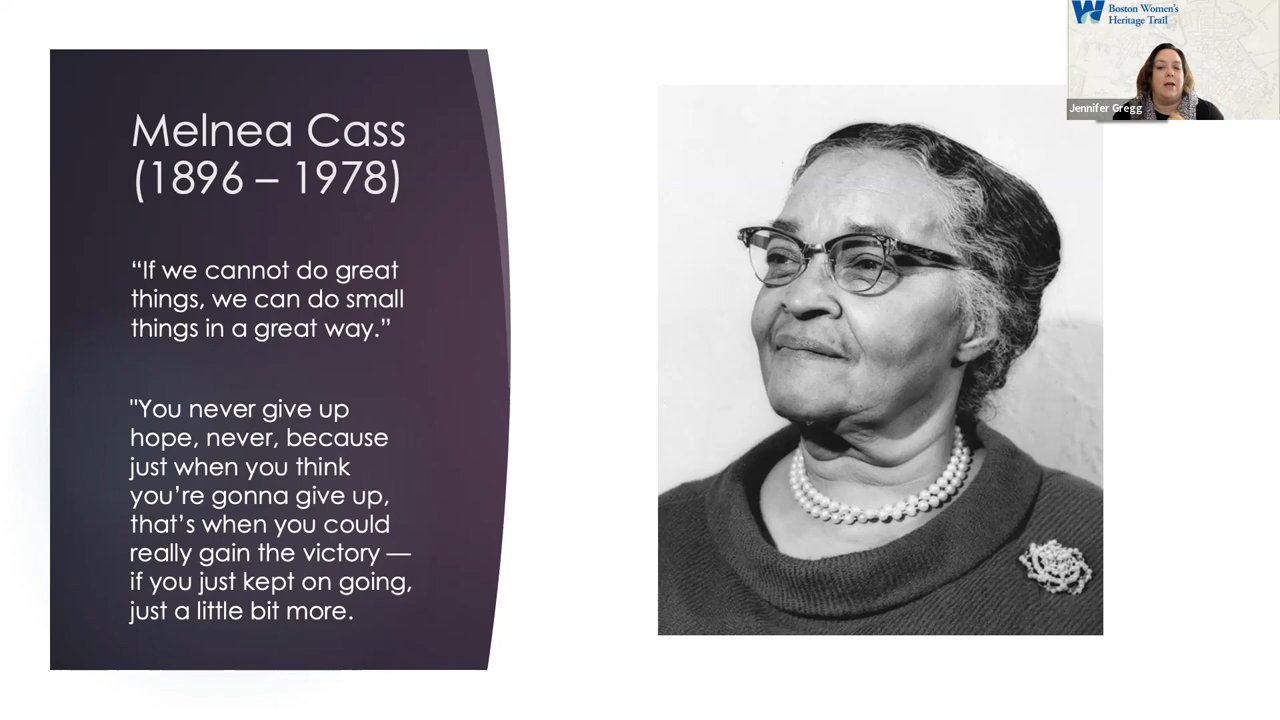 Melnea Cass
(1896 – 1978)
“If we cannot do great
things, we can do small
things in a great way.”
"You never give up
hope, never, because
just when you think
you’re gonna give up,
that’s when you could
really gain the victory —
if you just kept on going,
just a little bit more.
Boston Women's
Heritage Trail
Jennifer Gregg